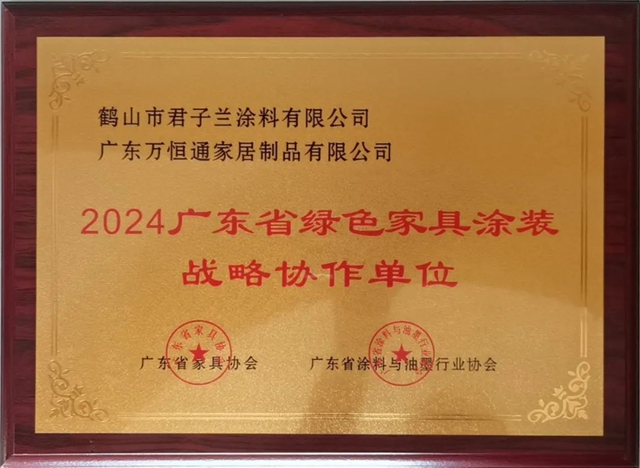 鹤山市君子兰涂料有限公司
广东万恒通家居制品有限公司
2024广东省绿色家具涂装
战略协作单位
广东省家具协会
广东省涂料与油墨行业协会